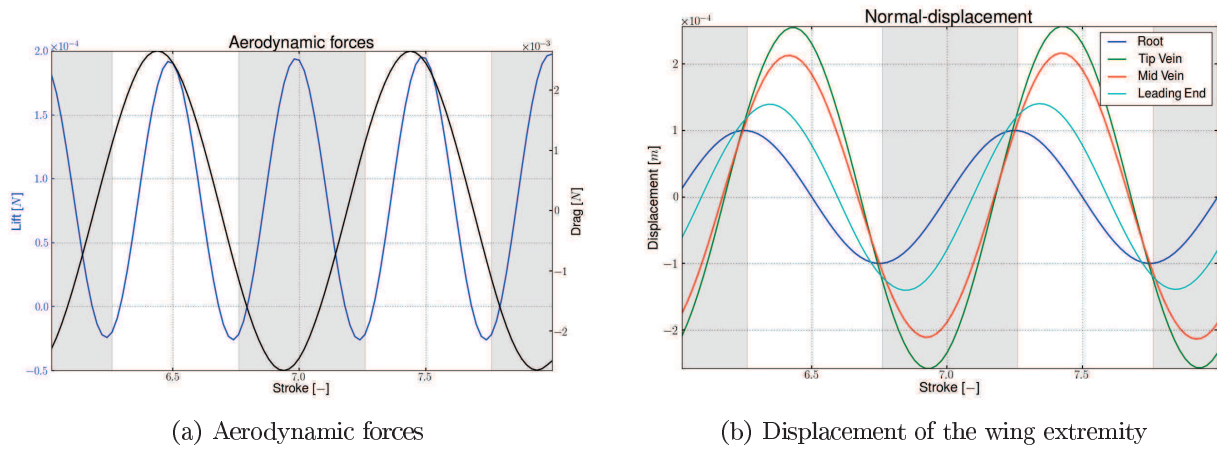 Aerodynamic forces
×10⁻⁴
×10⁻³
2.0
1.5
1.0
0.5
0.0
−0.5
2
1
0
−1
−2
6.5
7.0
7.5
Lift [N]
Drag [N]
Stroke [−]
(a) Aerodynamic forces
Normal-displacement
×10⁻⁴
2
1
0
−1
−2
6.5
7.0
7.5
Displacement [m]
Stroke [−]
Root
Tip Vein
Mid Vein
Leading End
(b) Displacement of the wing extremity